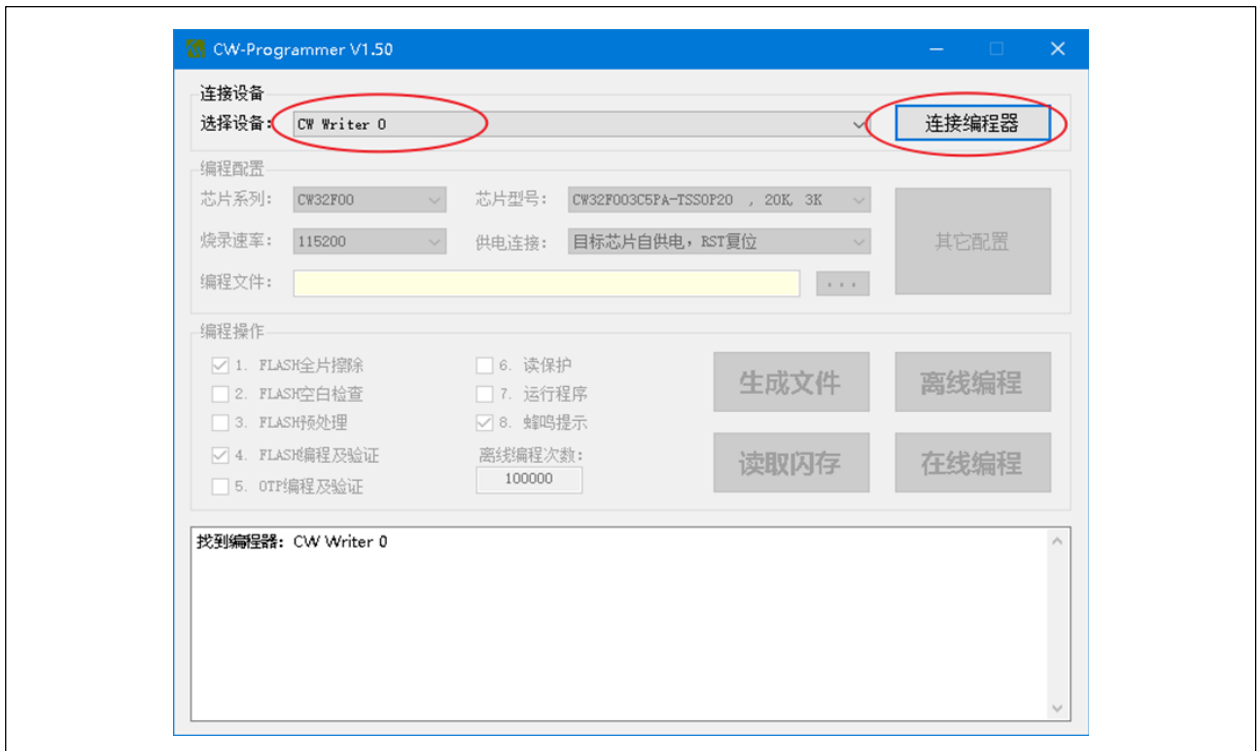 CW-Programmer V1.50
连接设备
选择设备： CW Writer 0 连接编程器
编程配置
芯片系列： CW32F00 芯片型号： CW32F003C5PA-TSSOP20 , 20K, 3K
烧录速率： 115200 供电连接： 目标芯片自供电，RST复位 其它配置
编程文件： ...
编程操作
1. FLASH全片擦除 6. 读保护
2. FLASH空白检查 7. 运行程序 生成文件 离线编程
3. FLASH预处理 8. 蜂鸣提示
4. FLASH编程及验证 离线编程次数： 读取闪存 在线编程
5. OTP编程及验证 100000
找到编程器：CW Writer 0